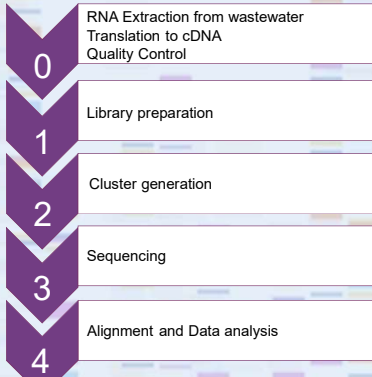 0
RNA Extraction from wastewater
Translation to cDNA
Quality Control
1
Library preparation
2
Cluster generation
3
Sequencing
4
Alignment and Data analysis